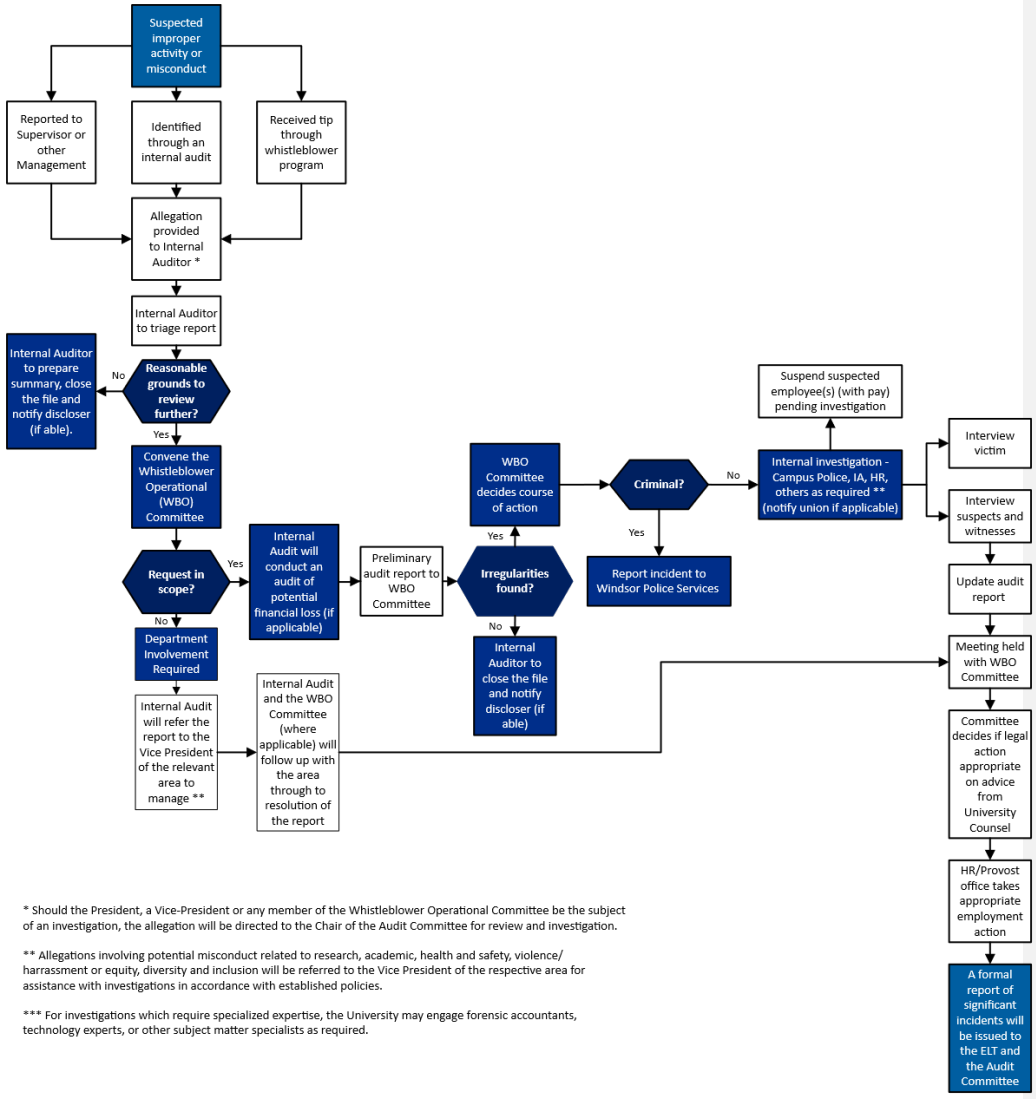 Suspected
improper
activity or
misconduct
Reported to
Supervisor or
other
Management
Identified
through an
internal audit
Received tip
through
whistleblower
program
Allegation
provided
to Internal
Auditor *
Internal Auditor
to triage report
Reasonable
grounds to
review
further?
No
Internal Auditor
to prepare
summary, close
the file and
notify discloser
(if able).
Yes
Convene the
Whistleblower
Operational
(WBO)
Committee
Request in
scope?
Yes
Internal
Audit will
conduct an
audit of
potential
financial loss (if
applicable)
Preliminary
audit report to
WBO
Committee
Irregularities
found?
Yes
WBO
Committee
decides course
of action
No
Internal
Auditor to
close the file
and notify
discloser (if
able)
Criminal?
Yes
Report incident to
Windsor Police Services
No
Internal investigation -
Campus Police, IA, HR,
others as required **
(notify union if applicable)
Suspend suspected
employee(s) (with pay)
pending investigation
Interview
victim
Interview
suspects and
witnesses
Update audit
report
Meeting held
with WBO
Committee
Committee
decides if legal
action
appropriate
on advice
from
University
Counsel
HR/Provost
office takes
appropriate
employment
action
A formal
report of
significant
incidents will
be issued to
the ELT and
the Audit
Committee
No
Department
Involvement
Required
Internal Audit
will refer the
report to the
Vice President
of the relevant
area to
manage **
Internal Audit
and the WBO
Committee
(where
applicable) will
follow up with
the area
through to
resolution of
the report
* Should the President, a Vice-President or any member of the Whistleblower Operational Committee be the subject
of an investigation, the allegation will be directed to the Chair of the Audit Committee for review and investigation.
** Allegations involving potential misconduct related to research, academic, health and safety, violence/
harrassment or equity, diversity and inclusion will be referred to the Vice President of the respective area for
assistance with investigations in accordance with established policies.
*** For investigations which require specialized expertise, the University may engage forensic accountants,
technology experts, or other subject matter specialists as required.